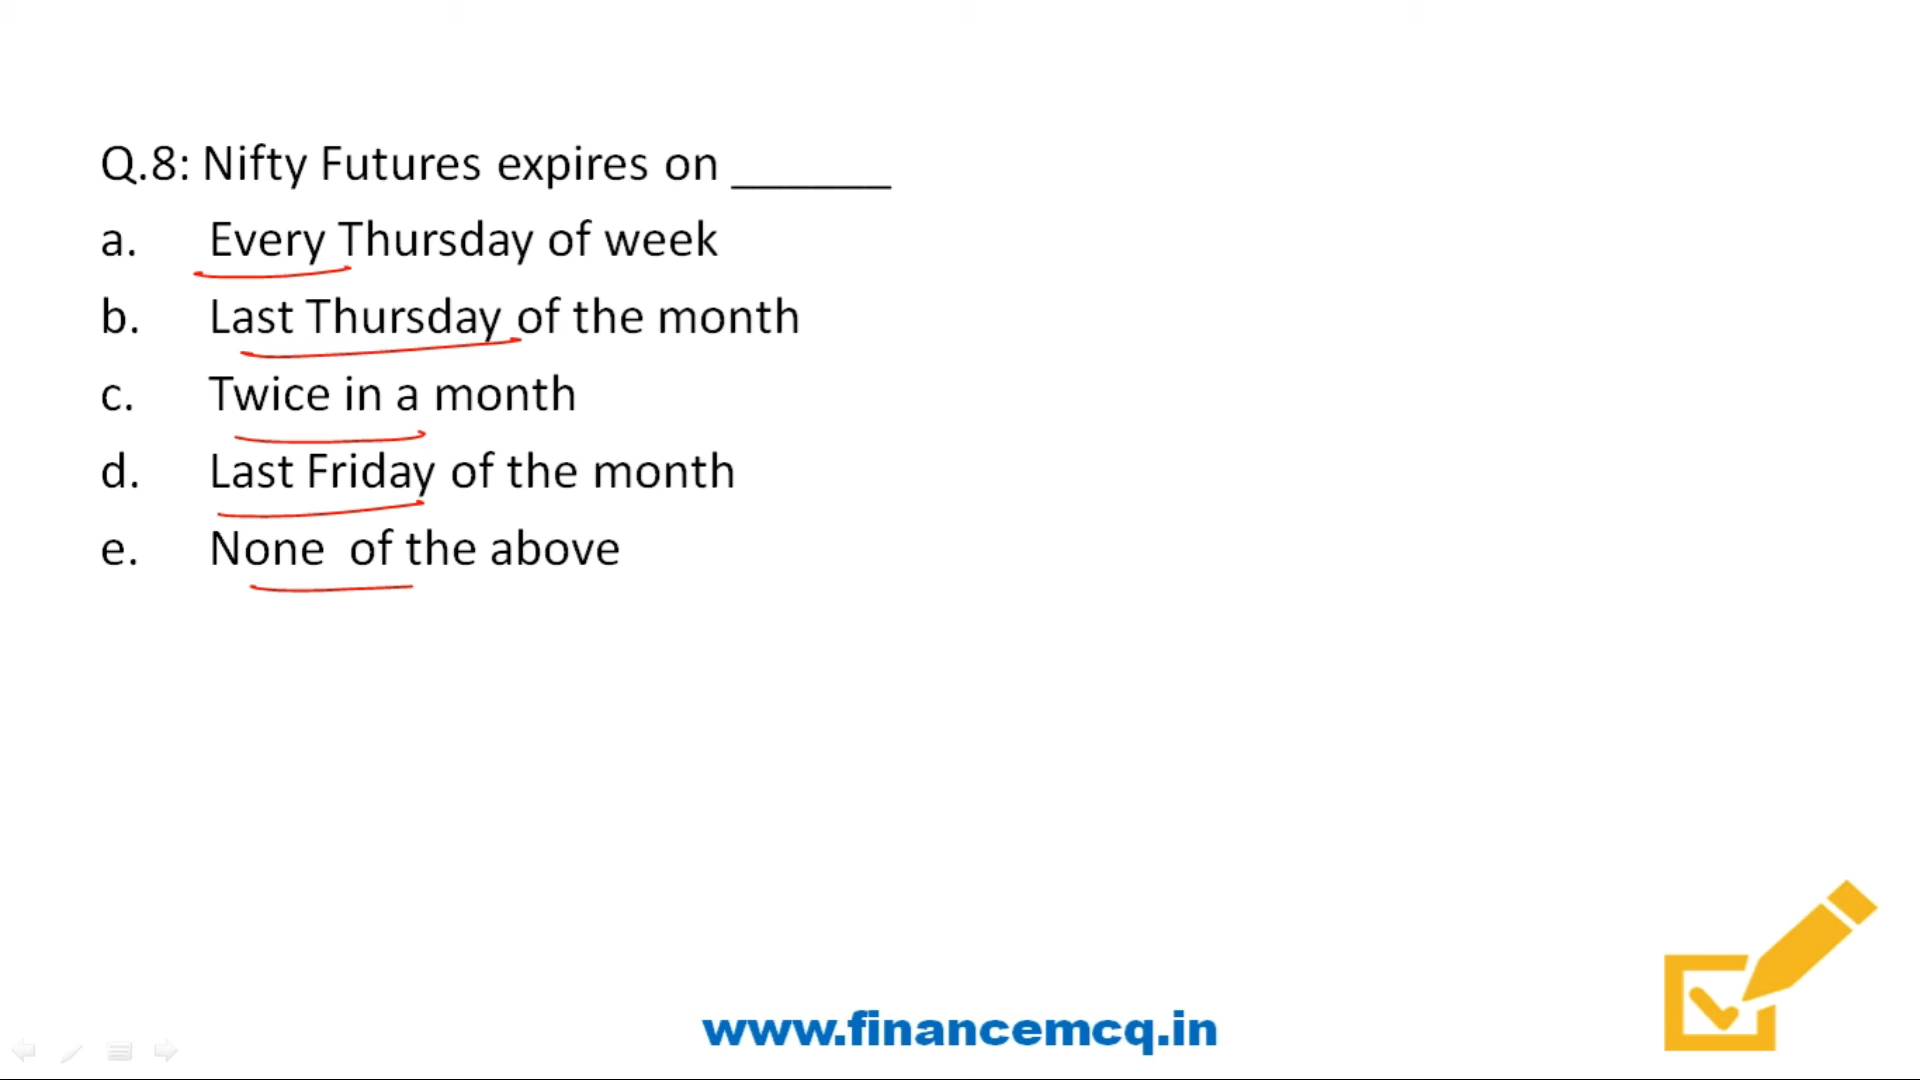 Q.8: Nifty Futures expires on ______
a. Every Thursday of week
b. Last Thursday of the month
c. Twice in a month
d. Last Friday of the month
e. None of the above
www.financemcq.in